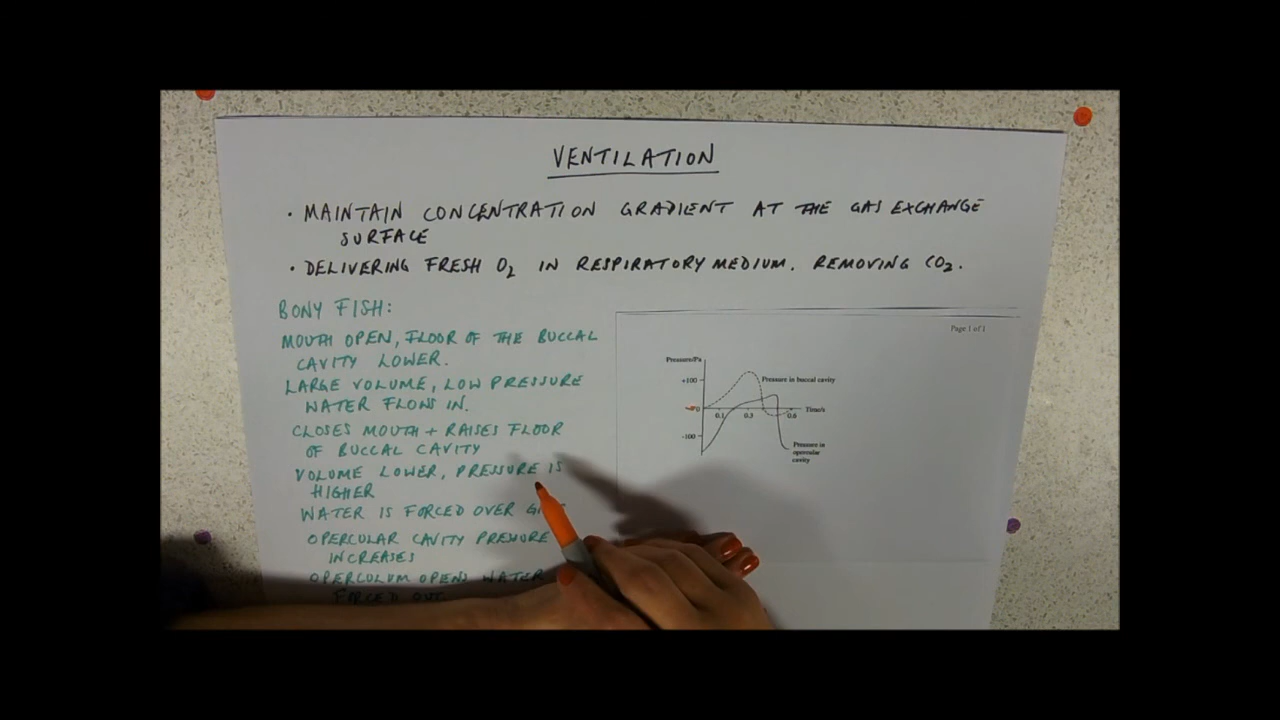 VENTILATION
• MAINTAIN CONCENTRATION GRADIENT AT THE GAS EXCHANGE
SURFACE
• DELIVERING FRESH O2 IN RESPIRATORY MEDIUM. REMOVING CO2.
BONY FISH:
MOUTH OPEN, FLOOR OF THE BUCCAL
CAVITY LOWER.
LARGE VOLUME, LOW PRESSURE
WATER FLOWS IN.
CLOSES MOUTH + RAISES FLOOR
OF BUCCAL CAVITY
VOLUME LOWER, PRESSURE IS
HIGHER
WATER IS FORCED OVER
OPERCULAR CAVITY PRESSURE
INCREASES
OPERCULUM OPENS WATER
FORCED OUT
Page 1 of 1
Pressure/Pa
+100
Pressure in buccal cavity
0
Time/s
0.1 0.3 0.6
-100
Pressure in
opercular
cavity